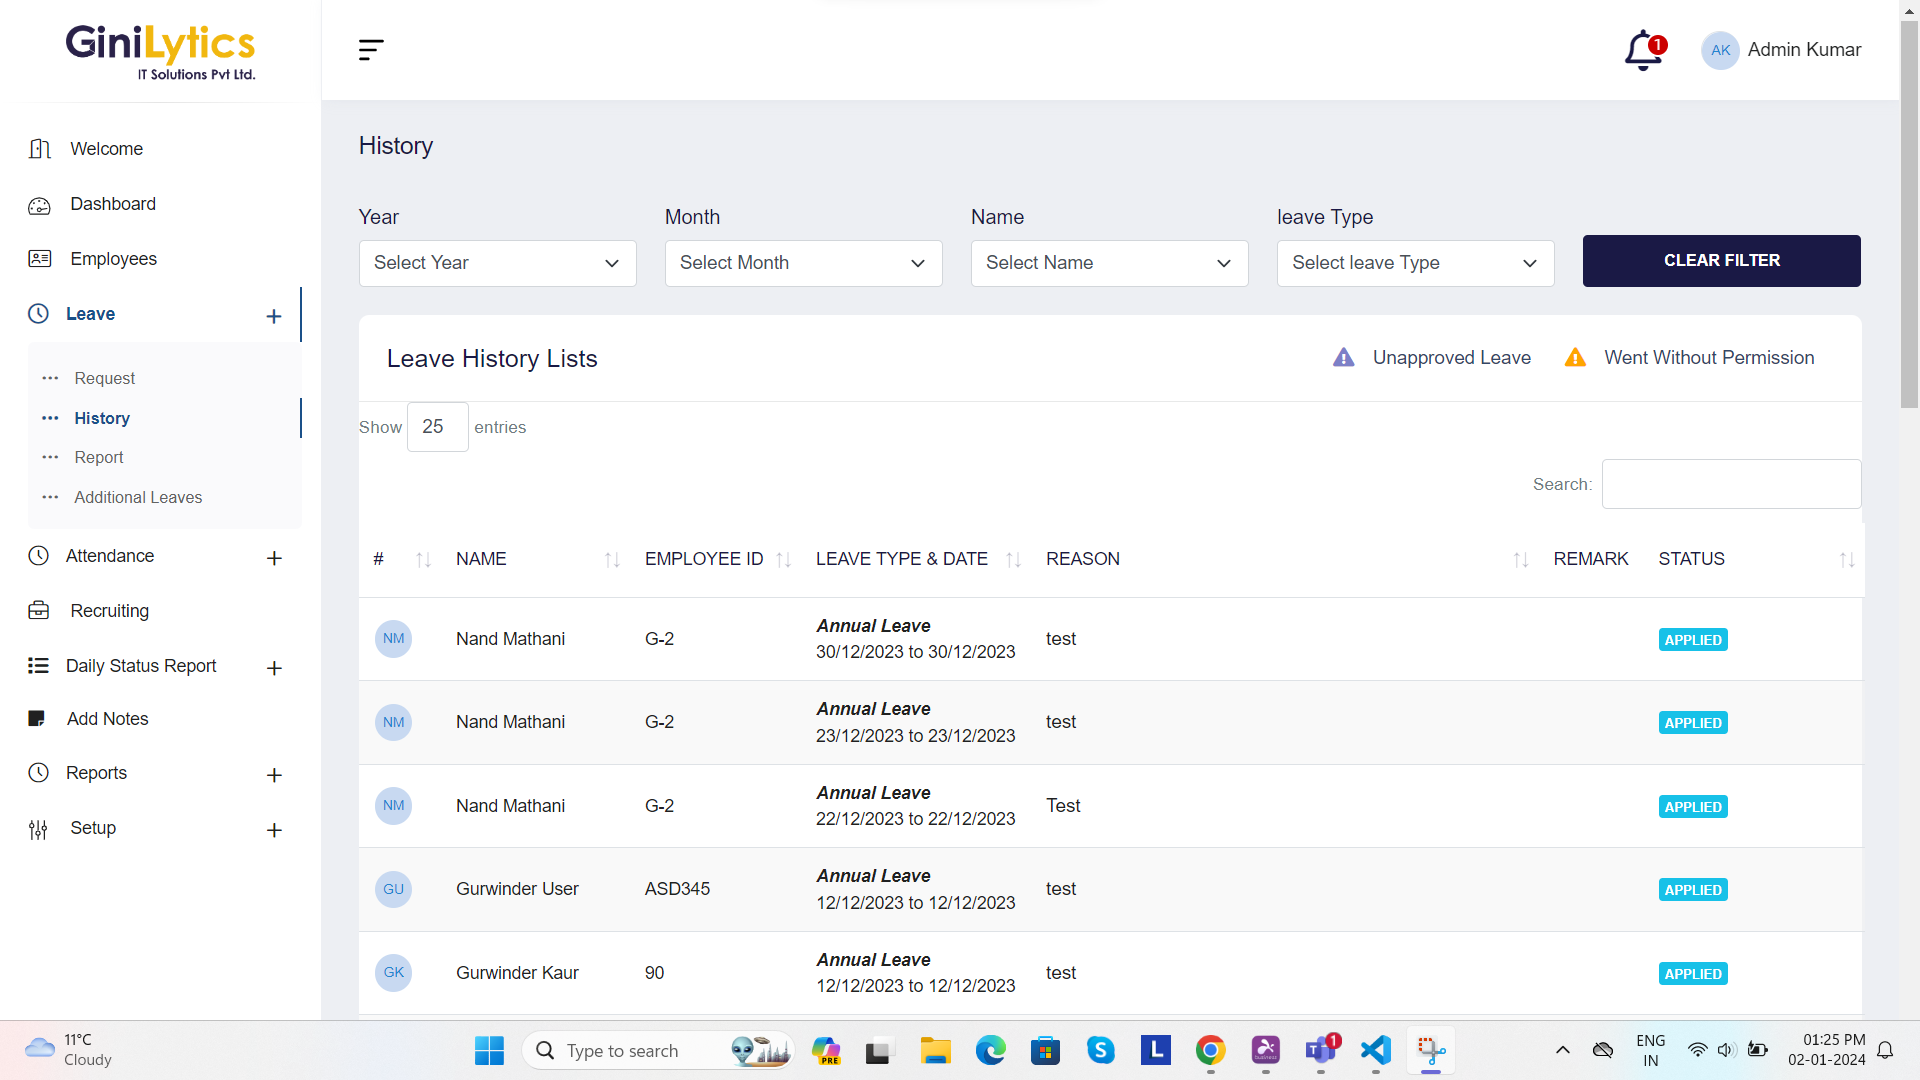 GiniLytics
IT Solutions Pvt Ltd.
1
AK Admin Kumar
Welcome
Dashboard
Employees
Leave +
Request
History
Report
Additional Leaves
Attendance +
Recruiting
Daily Status Report +
Add Notes
Reports +
Setup +
History
Year Month Name leave Type
Select Year Select Month Select Name Select leave Type CLEAR FILTER
Leave History Lists Unapproved Leave Went Without Permission
Show 25 entries
Search:
# NAME EMPLOYEE ID LEAVE TYPE & DATE REASON REMARK STATUS
NM Nand Mathani G-2 Annual Leave test APPLIED
30/12/2023 to 30/12/2023
NM Nand Mathani G-2 Annual Leave test APPLIED
23/12/2023 to 23/12/2023
NM Nand Mathani G-2 Annual Leave Test APPLIED
22/12/2023 to 22/12/2023
GU Gurwinder User ASD345 Annual Leave test APPLIED
12/12/2023 to 12/12/2023
GK Gurwinder Kaur 90 Annual Leave test APPLIED
12/12/2023 to 12/12/2023
11°C
Cloudy
Type to search
PRE
L
1
ENG
IN
01:25 PM
02-01-2024